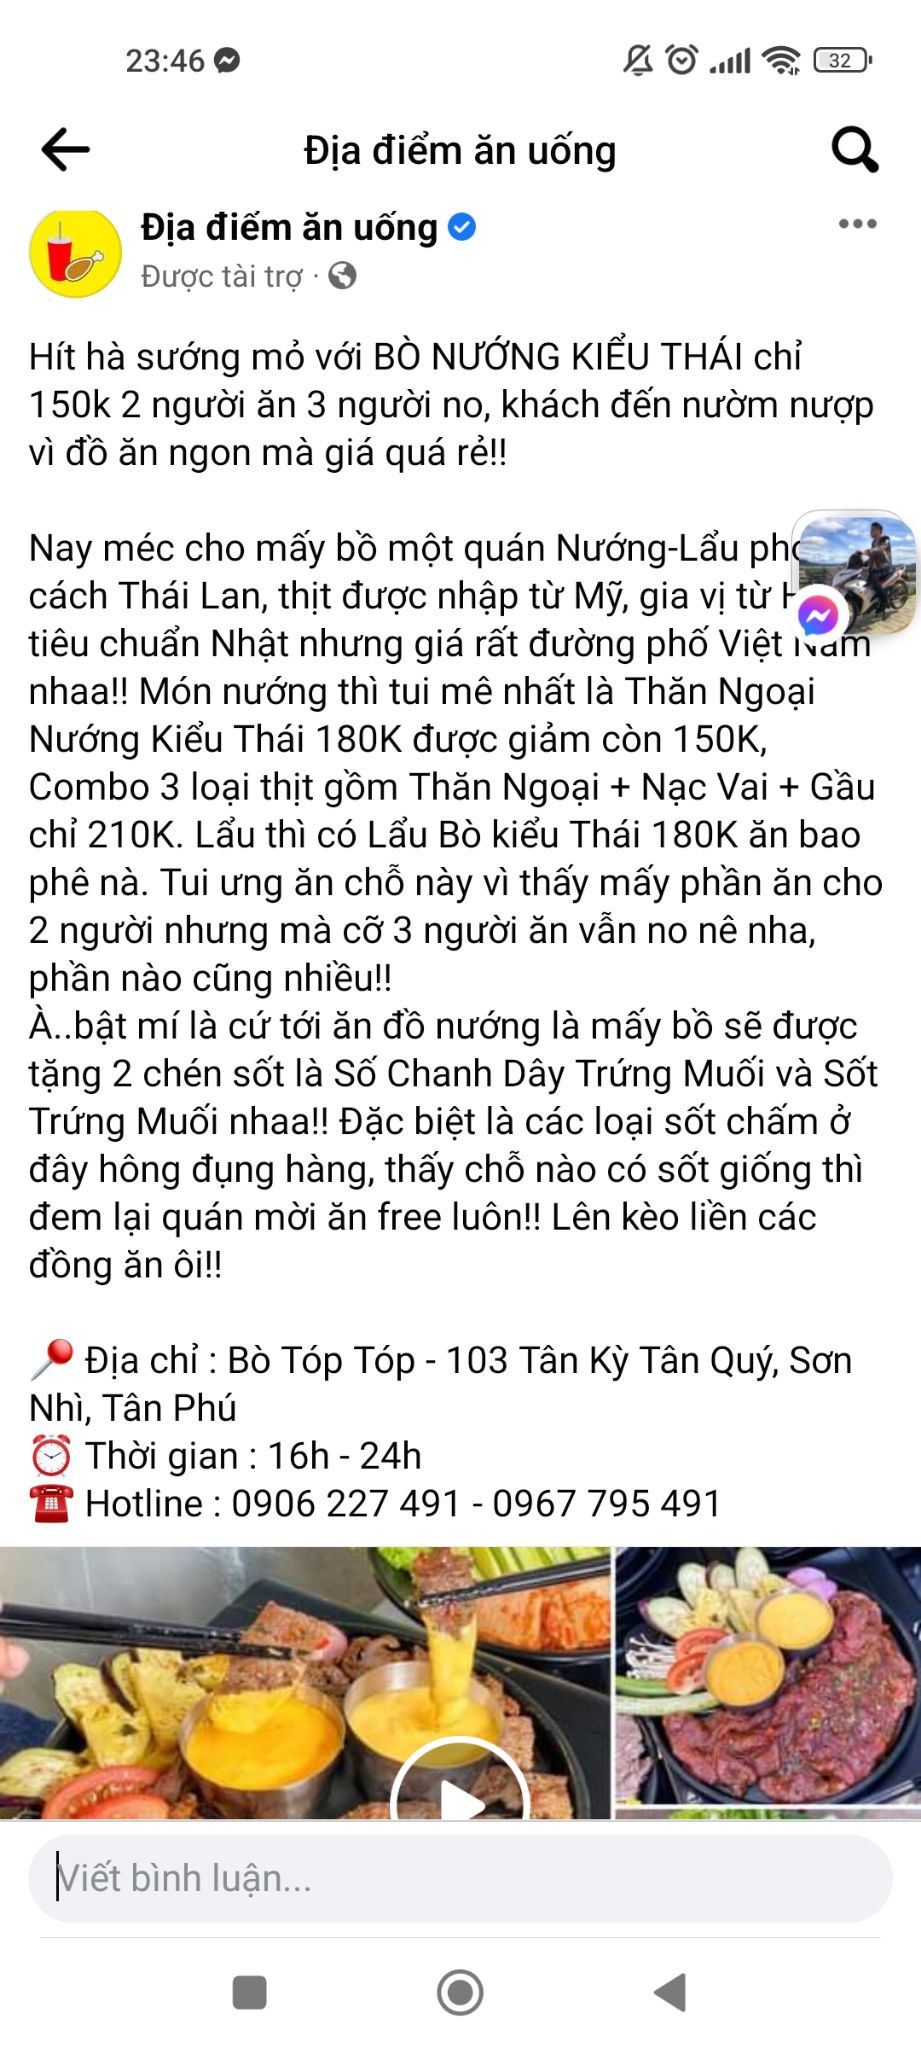 23:46
32
Địa điểm ăn uống
Địa điểm ăn uống
Được tài trợ ·
Hít hà sướng mỏ với BÒ NƯỚNG KIỂU THÁI chỉ
150k 2 người ăn 3 người no, khách đến nườm nượp
vì đồ ăn ngon mà giá quá rẻ!!
Nay méc cho mấy bồ một quán Nướng-Lẩu
cách Thái Lan, thịt được nhập từ Mỹ, gia vị từ
tiêu chuẩn Nhật nhưng giá rất đường phố Việt Nam
nhaa!! Món nướng thì tui mê nhất là Thăn Ngoại
Nướng Kiểu Thái 180K được giảm còn 150K,
Combo 3 loại thịt gồm Thăn Ngoại + Nạc Vai + Gầu
chỉ 210K. Lẩu thì có Lẩu Bò kiểu Thái 180K ăn bao
phê nà. Tui ưng ăn chỗ này vì thấy mấy phần ăn cho
2 người nhưng mà cỡ 3 người ăn vẫn no nê nha,
phần nào cũng nhiều!!
À..bật mí là cứ tới ăn đồ nướng là mấy bồ sẽ được
tặng 2 chén sốt là Số Chanh Dây Trứng Muối và Sốt
Trứng Muối nhaa!! Đặc biệt là các loại sốt chấm ở
đây hông đụng hàng, thấy chỗ nào có sốt giống thì
đem lại quán mời ăn free luôn!! Lên kèo liền các
đồng ăn ôi!!
Địa chỉ : Bò Tóp Tóp - 103 Tân Kỳ Tân Quý, Sơn
Nhì, Tân Phú
Thời gian : 16h - 24h
Hotline : 0906 227 491 - 0967 795 491
Viết bình luận...